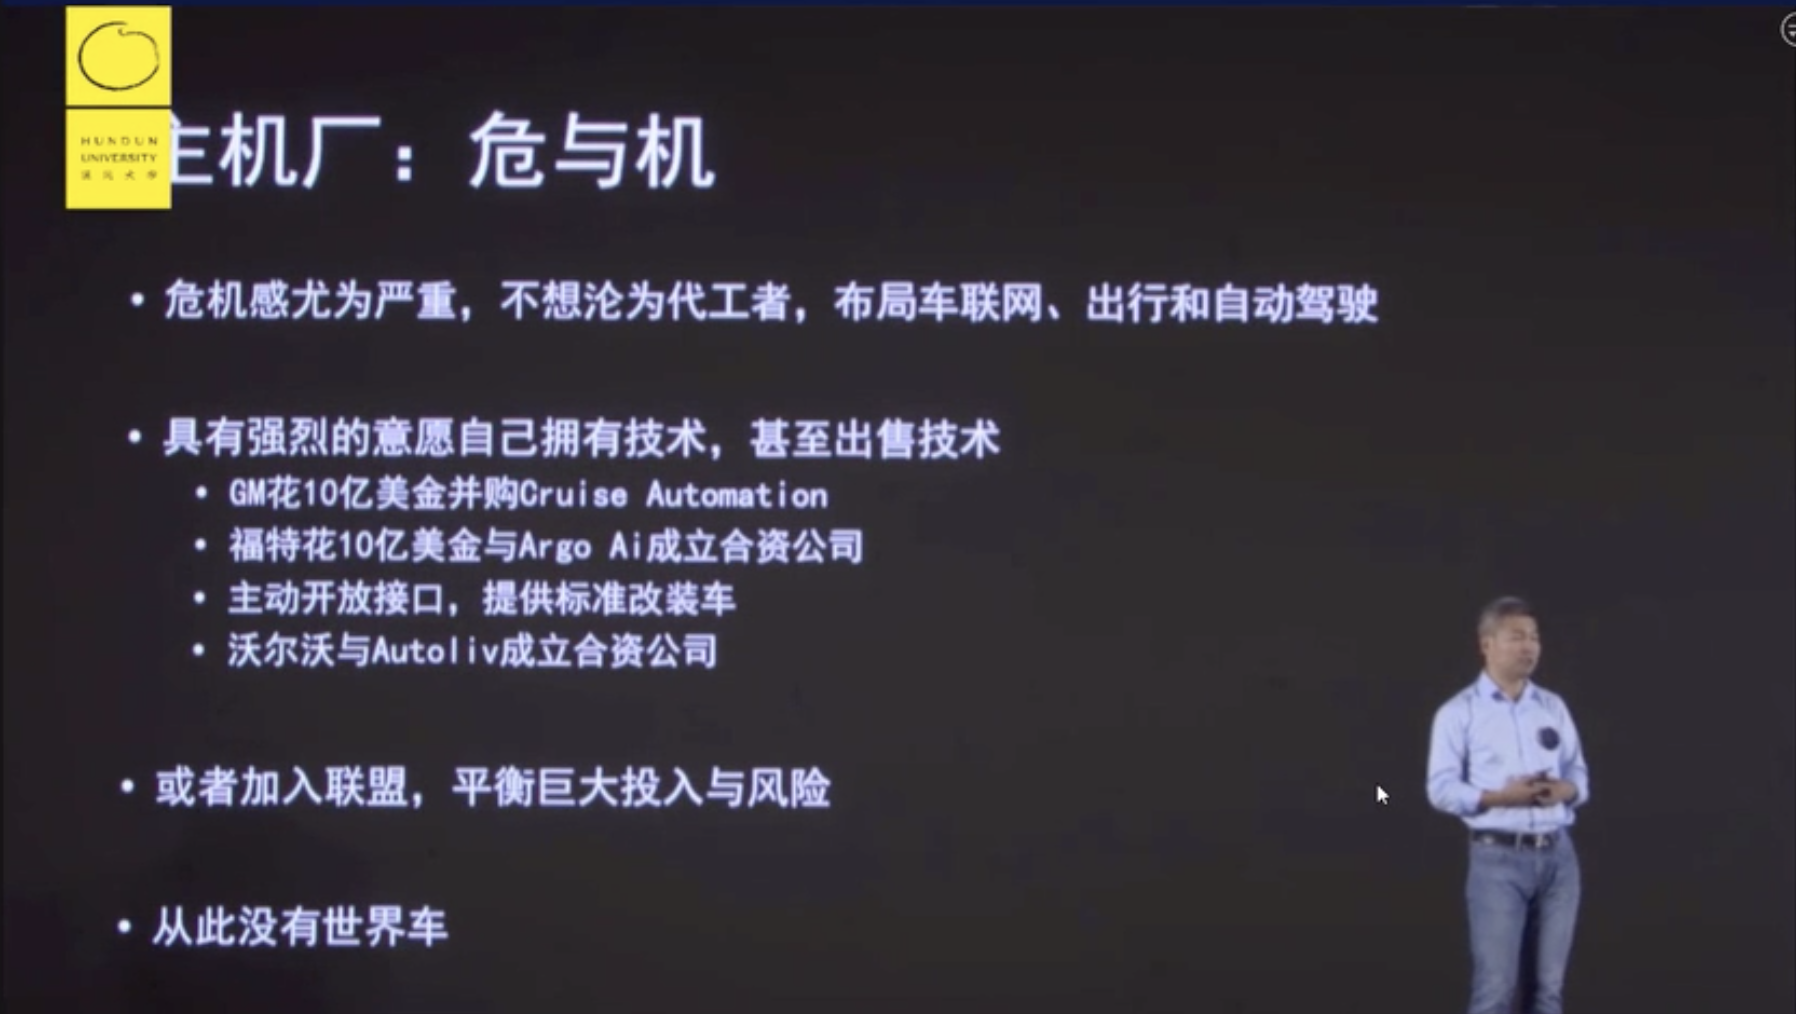 HUNDUN
UNIVERSITY
混沌大学
主机厂：危与机
• 危机感尤为严重，不想沦为代工者，布局车联网、出行和自动驾驶
• 具有强烈的意愿自己拥有技术，甚至出售技术
• GM花10亿美金并购Cruise Automation
• 福特花10亿美金与Argo Ai成立合资公司
• 主动开放接口，提供标准改装车
• 沃尔沃与Autoliv成立合资公司
• 或者加入联盟，平衡巨大投入与风险
• 从此没有世界车